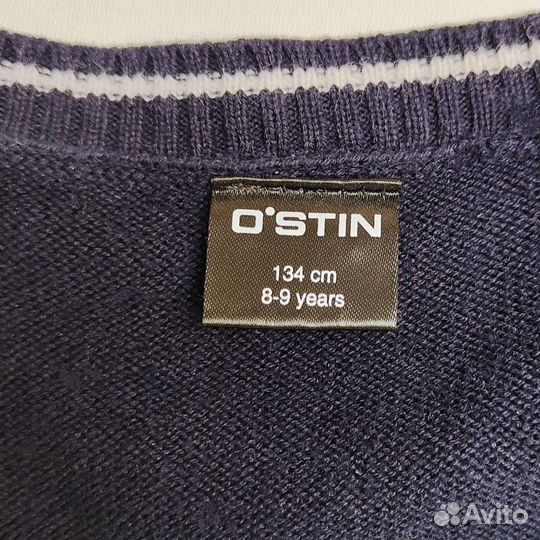 O'STIN
134 cm
8-9 years
Avito